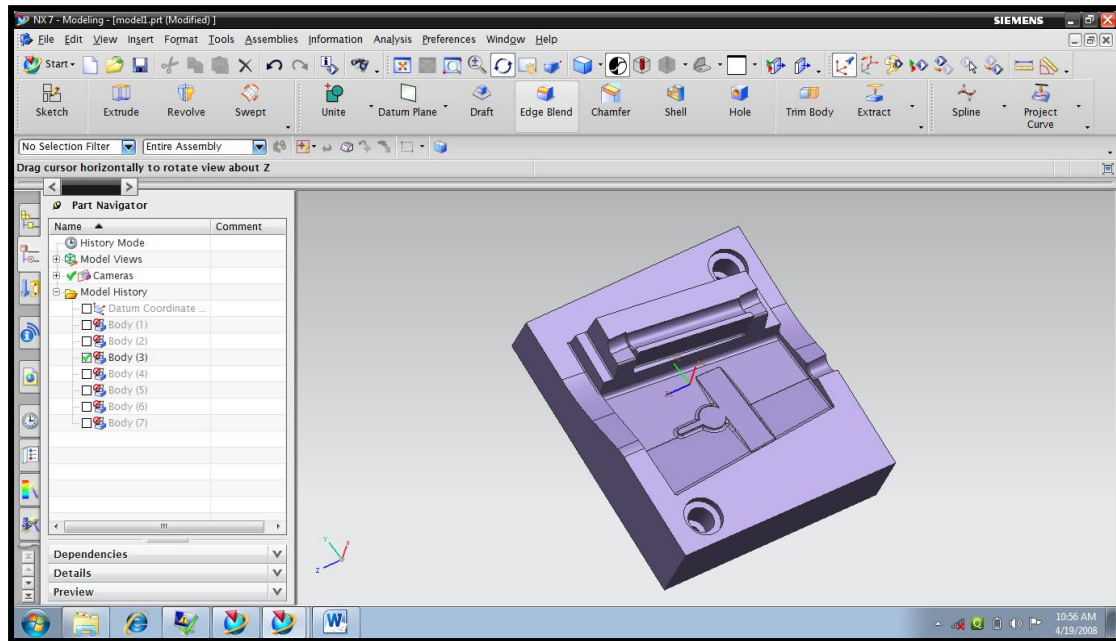 NX 7 - Modeling - [model1.prt (Modified) ] SIEMENS
File Edit View Insert Format Tools Assemblies Information Analysis Preferences Window Help
Start
Sketch Extrude Revolve Swept Unite Datum Plane Draft Edge Blend Chamfer Shell Hole Trim Body Extract Spline Project Curve
No Selection Filter Entire Assembly
Drag cursor horizontally to rotate view about Z
Part Navigator
Name Comment
History Mode
Model Views
Cameras
Model History
Datum Coordinate ...
Body (1)
Body (2)
Body (3)
Body (4)
Body (5)
Body (6)
Body (7)
Dependencies
Details
Preview
Y X
Z
10:56 AM
4/19/2008